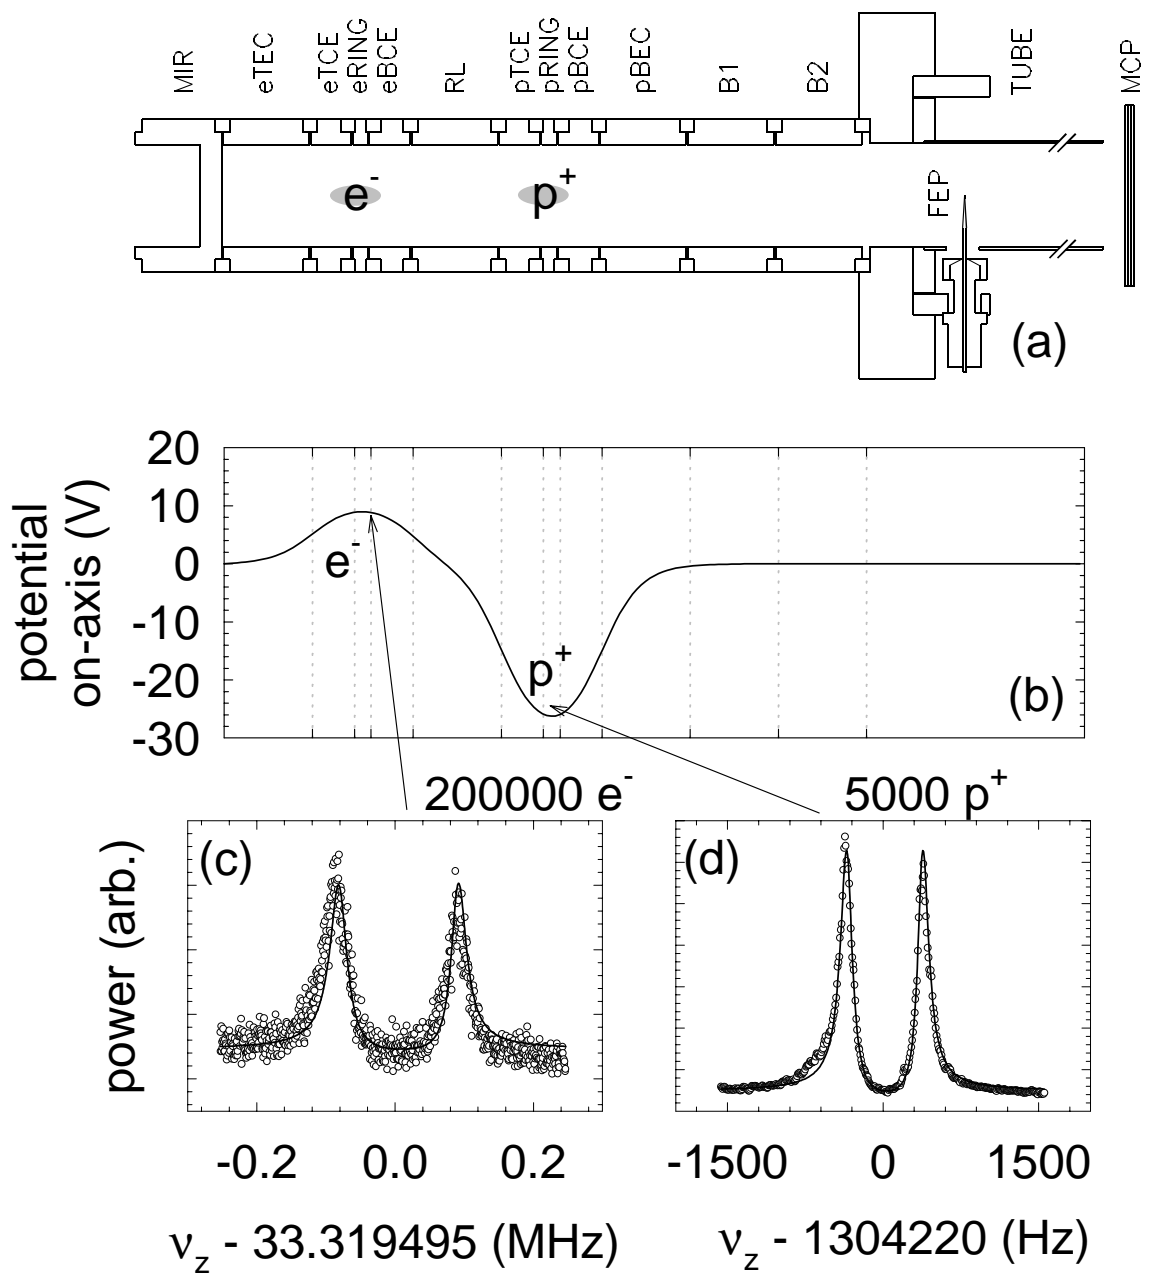 MIR
eTEC
eTCE
eRING
eBCE
RL
pTCE
pRING
pBCE
pBEC
B1
B2
TUBE
MCP
e-
p+
FEP
(a)
potential
on-axis (V)
20
10
0
-10
-20
-30
e-
p+
(b)
200000 e-
5000 p+
power (arb.)
(c)
(d)
-0.2 0.0 0.2
-1500 0 1500
νz - 33.319495 (MHz)
νz - 1304220 (Hz)